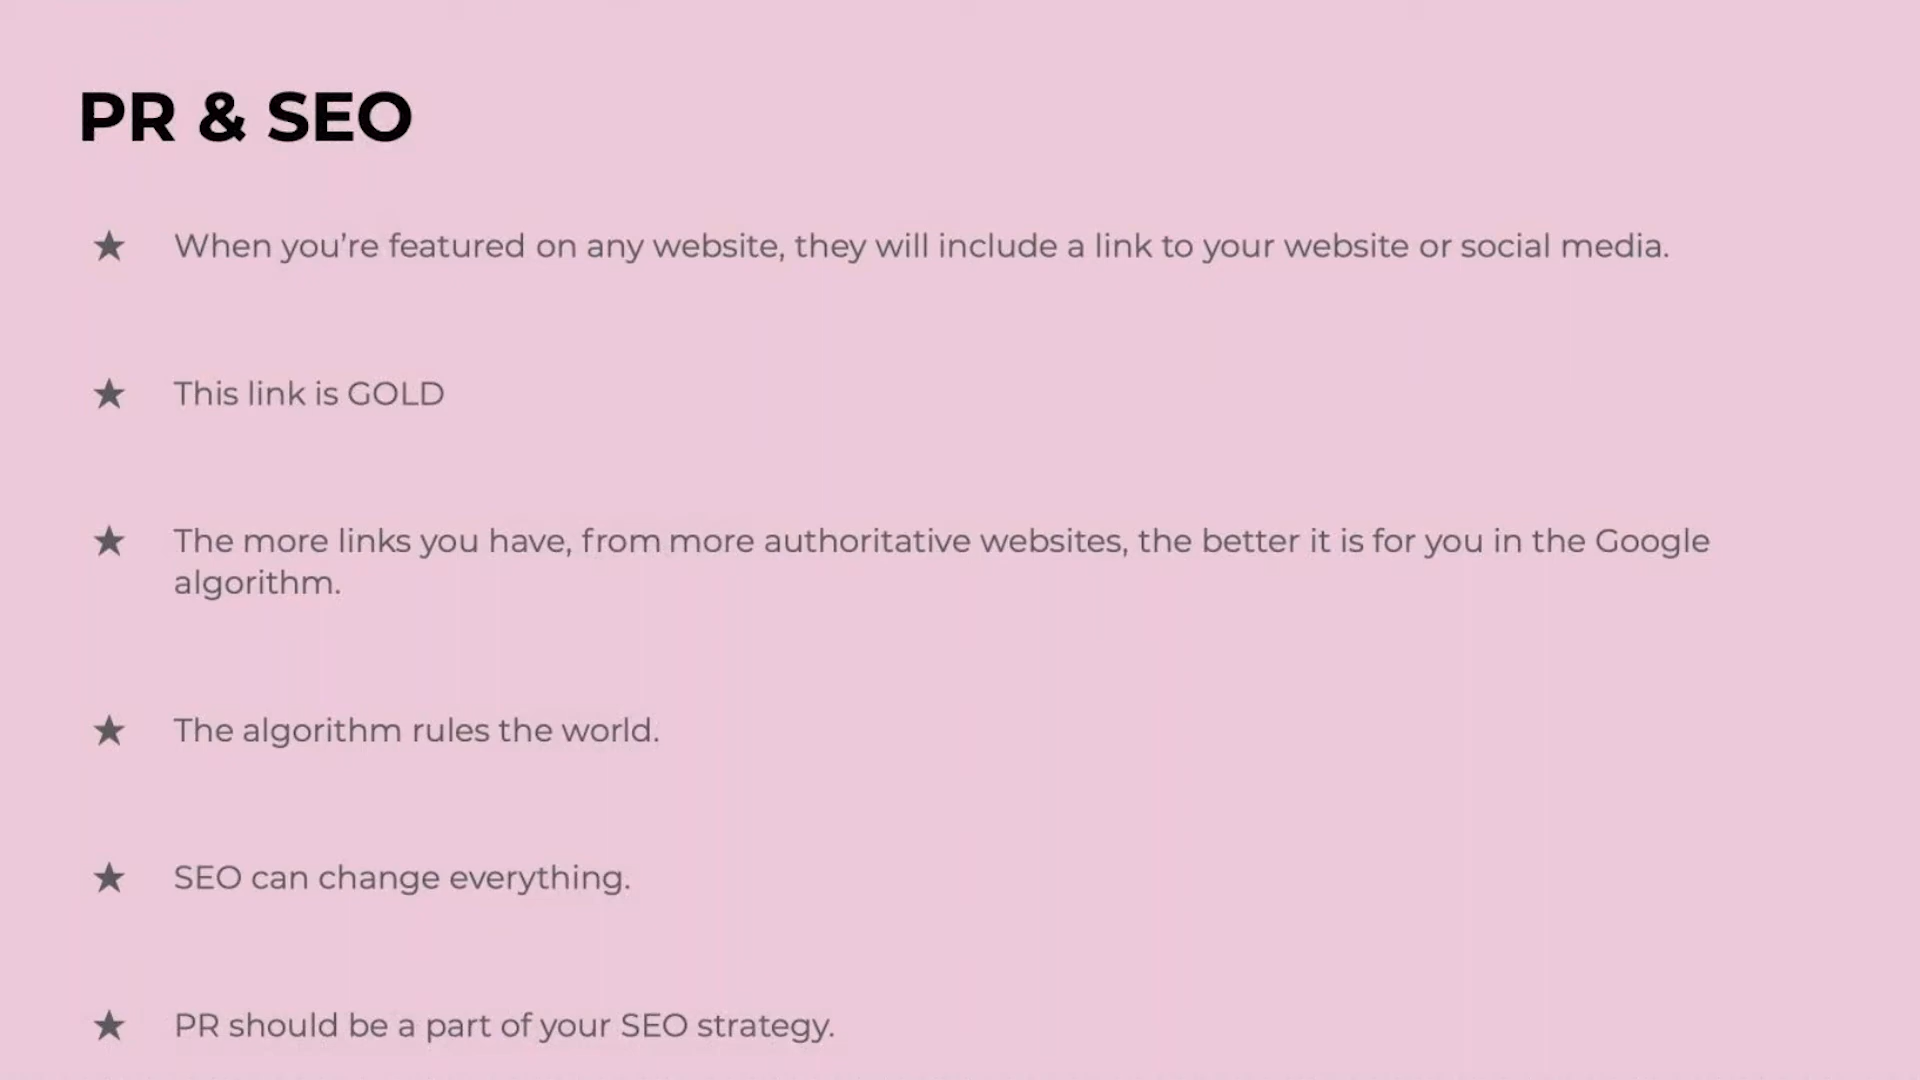 PR & SEO
★ When you’re featured on any website, they will include a link to your website or social media.
★ This link is GOLD
★ The more links you have, from more authoritative websites, the better it is for you in the Google
algorithm.
★ The algorithm rules the world.
★ SEO can change everything.
★ PR should be a part of your SEO strategy.